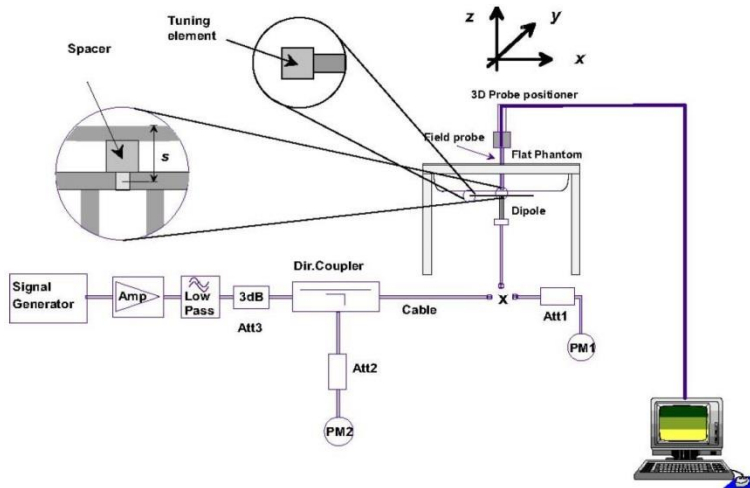 Tuning
element
Spacer
s
z
y
x
3D Probe positioner
Field probe
Flat Phantom
Dipole
Signal
Generator
Amp
Low
Pass
3dB
Att3
Dir.Coupler
Cable
x
Att1
PM1
Att2
PM2